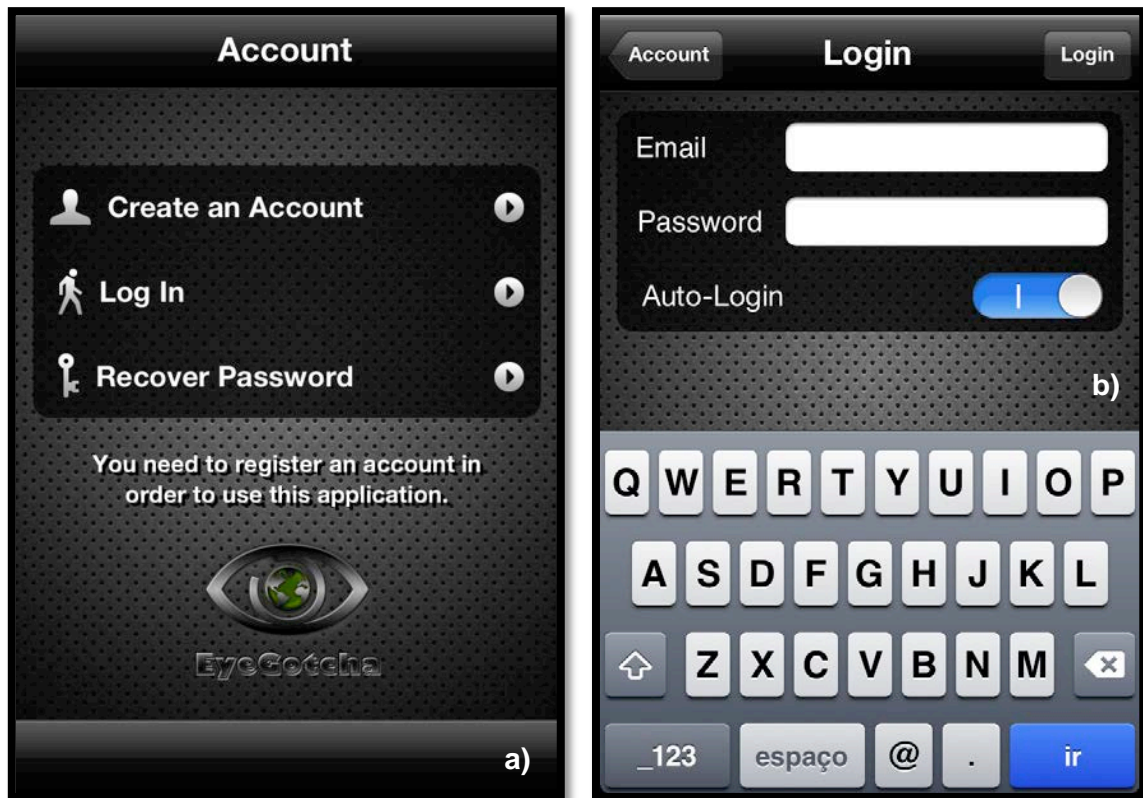 Account
Create an Account
Log In
Recover Password
You need to register an account in
order to use this application.
EyeGotcha
a)
Account Login Login
Email
Password
Auto-Login
b)
Q W E R T Y U I O P
A S D F G H J K L
Z X C V B N M
_123 espaço @ . ir